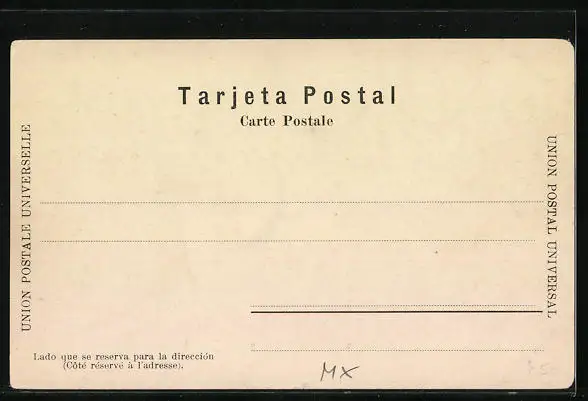 Tarjeta Postal
Carte Postale
UNION POSTALE UNIVERSELLE
UNION POSTAL UNIVERSAL
Lado que se reserva para la dirección
(Côté réservé à l'adresse).
MX